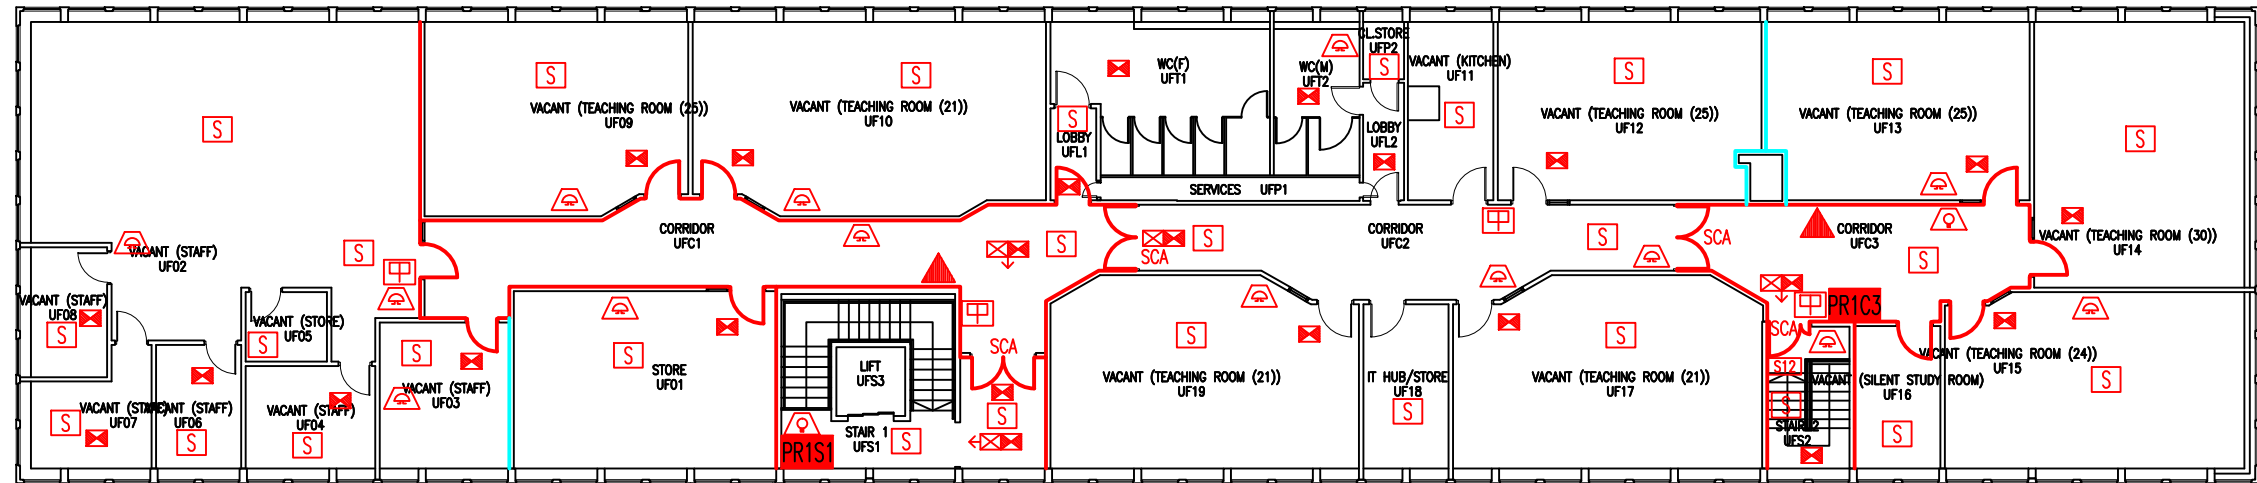 VACANT (STAFF)
UF02
S
S
VACANT (STAFF)
UF08
S
VACANT (STORE)
UF05
S
VACANT (STAFF)
UF07
S
VACANT (STAFF)
UF06
S
VACANT (STAFF)
UF04
S
VACANT (STAFF)
UF03
S
S
VACANT (TEACHING ROOM (25))
UF09
S
VACANT (TEACHING ROOM (21))
UF10
CORRIDOR
UFC1
S
STORE
UF01
S
LIFT
UFS3
STAIR 1
UFS1
S
PR1S1
SCA
S
S
LOBBY
UFL1
WC(F)
UFT1
WC(M)
UFT2
CL.STORE
UFP2
S
LOBBY
UFL2
SERVICES UFP1
VACANT (KITCHEN)
UF11
S
S
VACANT (TEACHING ROOM (25))
UF12
S
VACANT (TEACHING ROOM (25))
UF13
S
VACANT (TEACHING ROOM (30))
UF14
SCA
S
CORRIDOR
UFC2
S
SCA
CORRIDOR
UFC3
S
S
VACANT (TEACHING ROOM (21))
UF19
IT HUB/STORE
UF18
S
S
VACANT (TEACHING ROOM (21))
UF17
PR1C3
SCA
S12
S
STAIR 2
UFS2
VACANT (SILENT STUDY ROOM)
UF16
S
VACANT (TEACHING ROOM (24))
UF15
S